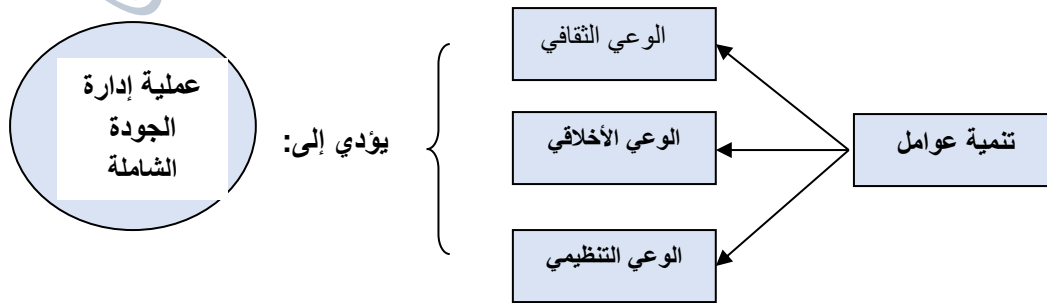 تنمية عوامل
الوعي الثقافي
الوعي الأخلاقي
الوعي التنظيمي
يؤدي إلى:
عملية إدارة
الجودة
الشاملة